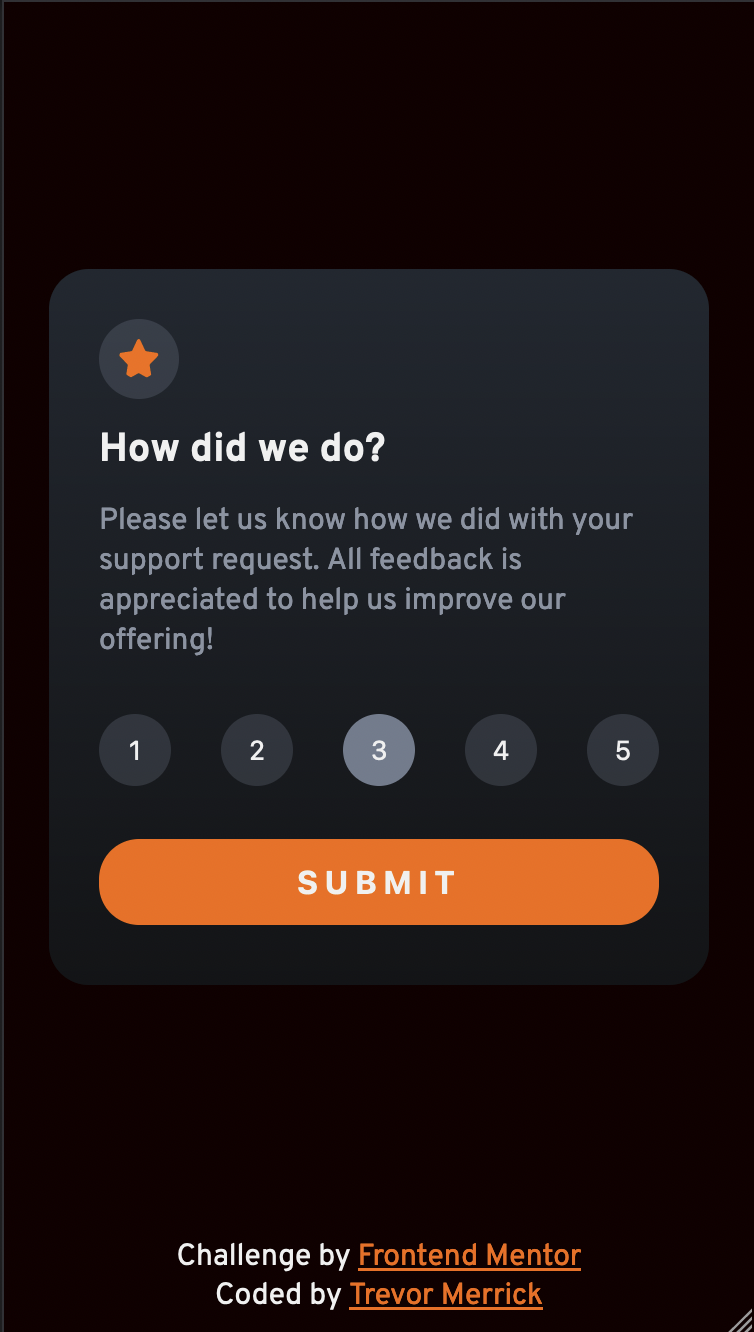 How did we do?
Please let us know how we did with your
support request. All feedback is
appreciated to help us improve our
offering!
1 2 3 4 5
SUBMIT
Challenge by Frontend Mentor
Coded by Trevor Merrick